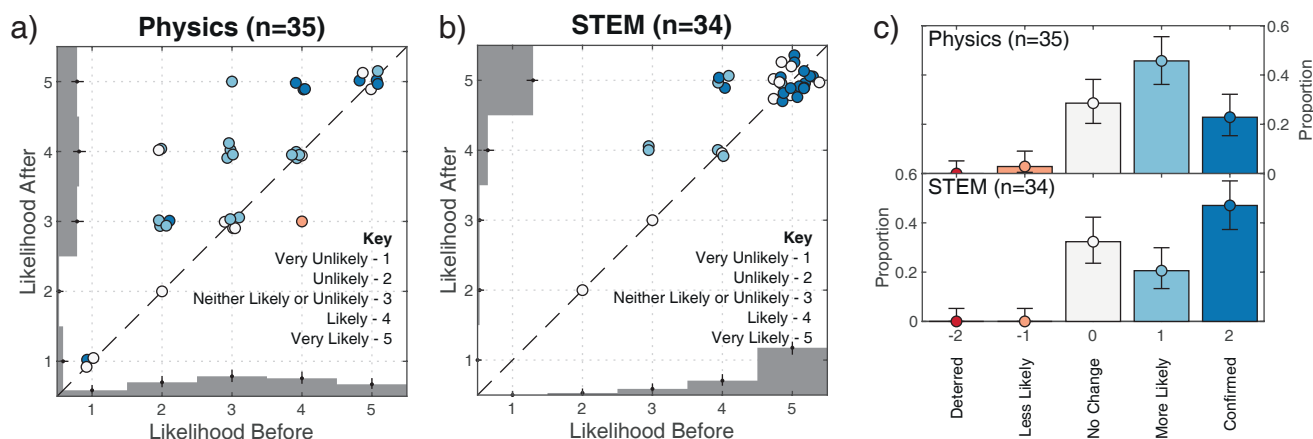 a)
Physics (n=35)
5
4
3
2
1
Likelihood After
Key
Very Unlikely - 1
Unlikely - 2
Neither Likely or Unlikely - 3
Likely - 4
Very Likely - 5
1 2 3 4 5
Likelihood Before
b)
STEM (n=34)
5
4
3
2
1
Likelihood After
Key
Very Unlikely - 1
Unlikely - 2
Neither Likely or Unlikely - 3
Likely - 4
Very Likely - 5
1 2 3 4 5
Likelihood Before
c)
Physics (n=35)
0.6
0.4
0.2
0
Proportion
STEM (n=34)
0.6
0.4
0.2
0
Proportion
-2 -1 0 1 2
Deterred
Less Likely
No Change
More Likely
Confirmed